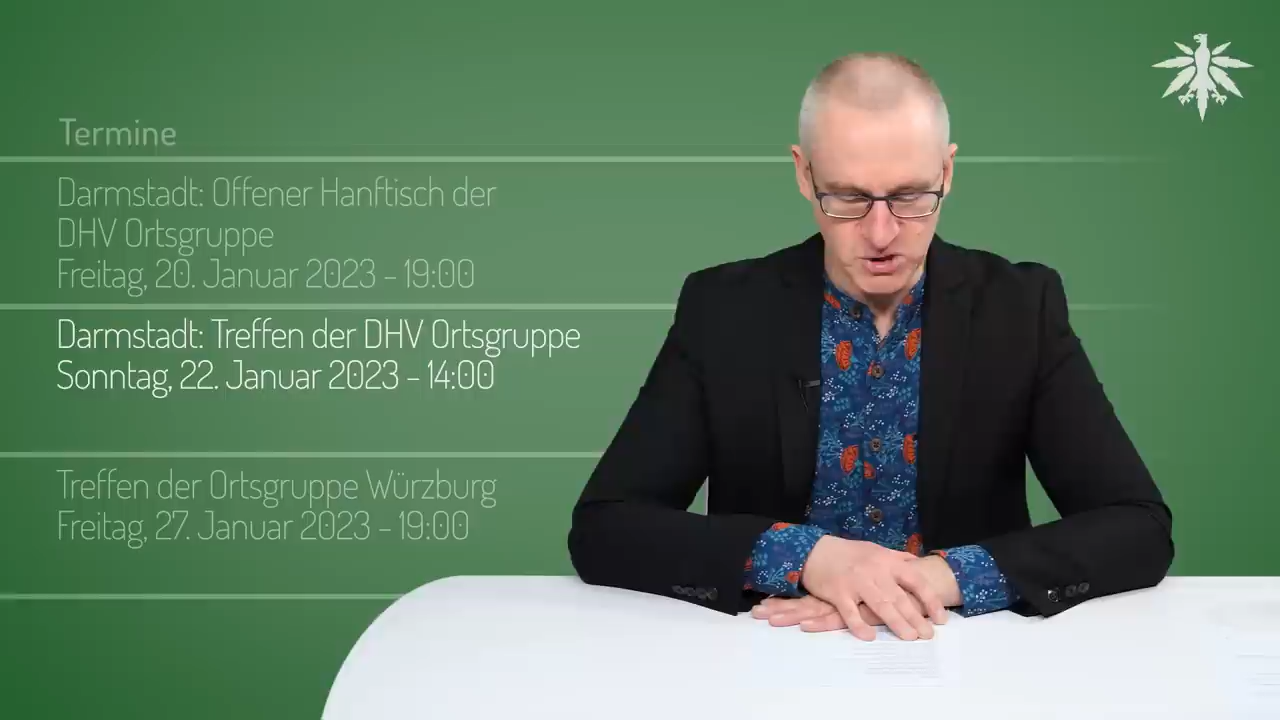 Termine
Darmstadt: Offener Hanftisch der
DHV Ortsgruppe
Freitag, 20. Januar 2023 - 19:00
Darmstadt: Treffen der DHV Ortsgruppe
Sonntag, 22. Januar 2023 - 14:00
Treffen der Ortsgruppe Würzburg
Freitag, 27. Januar 2023 - 19:00